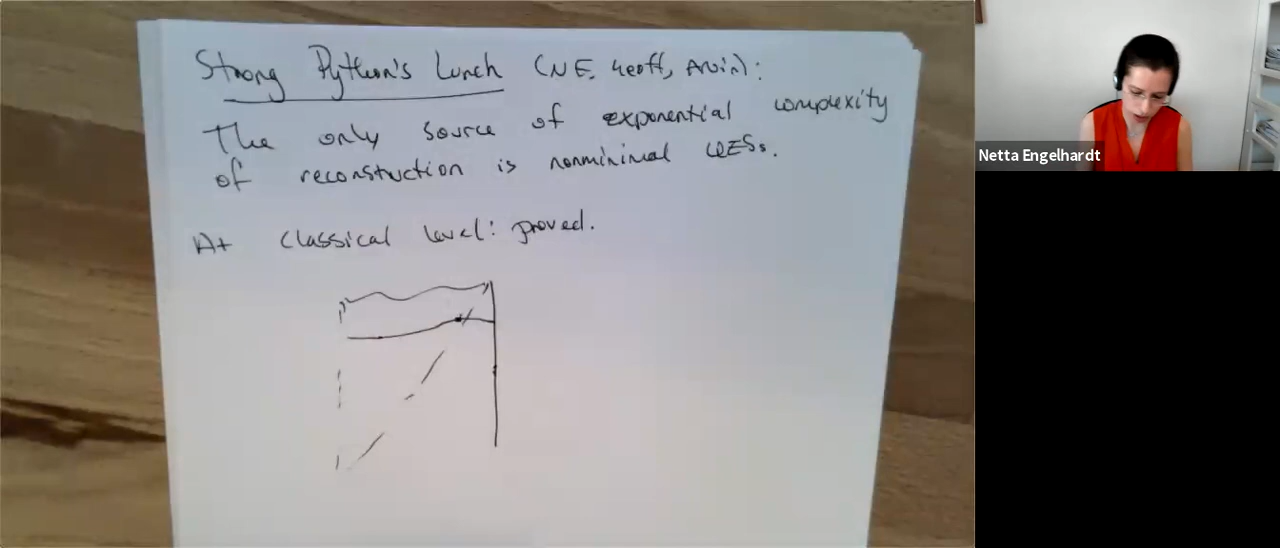 Strong Python's Lunch (NE, Geoff, Arvin):
The only source of exponential complexity
of reconstruction is nonminimal QESs.
At classical level: proved.
Netta Engelhardt